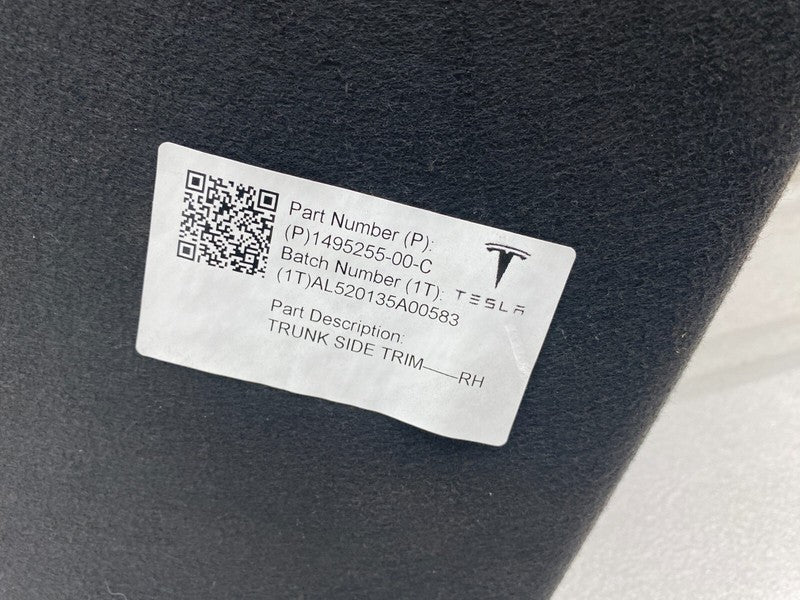 Part Number (P):
(P)1495255-00-C
Batch Number (1T):
(1T)AL520135A00583
TESLA
Part Description:
TRUNK SIDE TRIM——RH